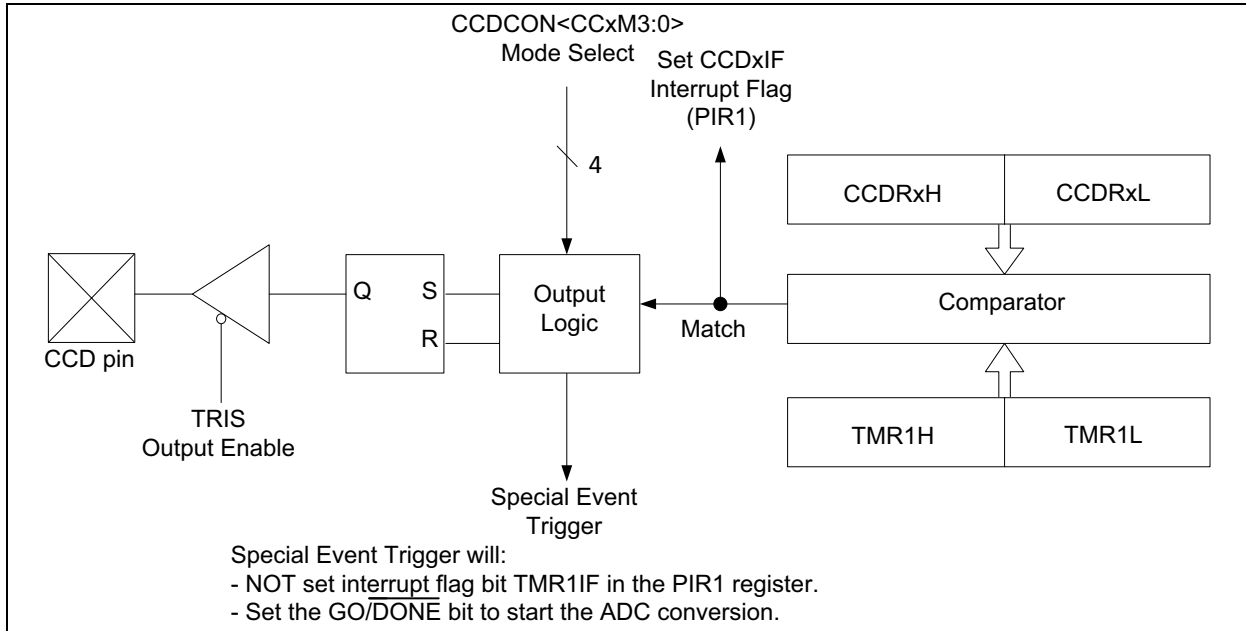 CCDCON<CCxM3:0>
Mode Select
Set CCDxIF
Interrupt Flag
(PIR1)
4
CCDRxH
CCDRxL
Q
S
R
Output
Logic
Match
Comparator
CCD pin
TRIS
Output Enable
TMR1H
TMR1L
Special Event
Trigger
Special Event Trigger will:
- NOT set interrupt flag bit TMR1IF in the PIR1 register.
- Set the GO/DONE bit to start the ADC conversion.